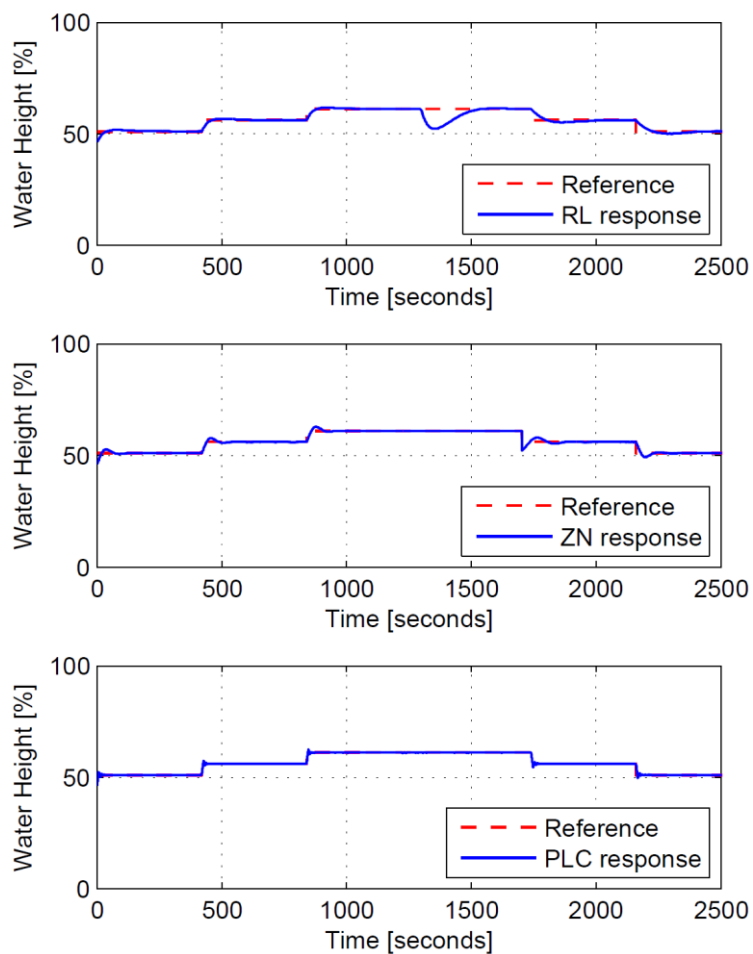 100
50
0
Water Height [%]
Reference
RL response
0 500 1000 1500 2000 2500
Time [seconds]
100
50
0
Water Height [%]
Reference
ZN response
0 500 1000 1500 2000 2500
Time [seconds]
100
50
0
Water Height [%]
Reference
PLC response
0 500 1000 1500 2000 2500
Time [seconds]